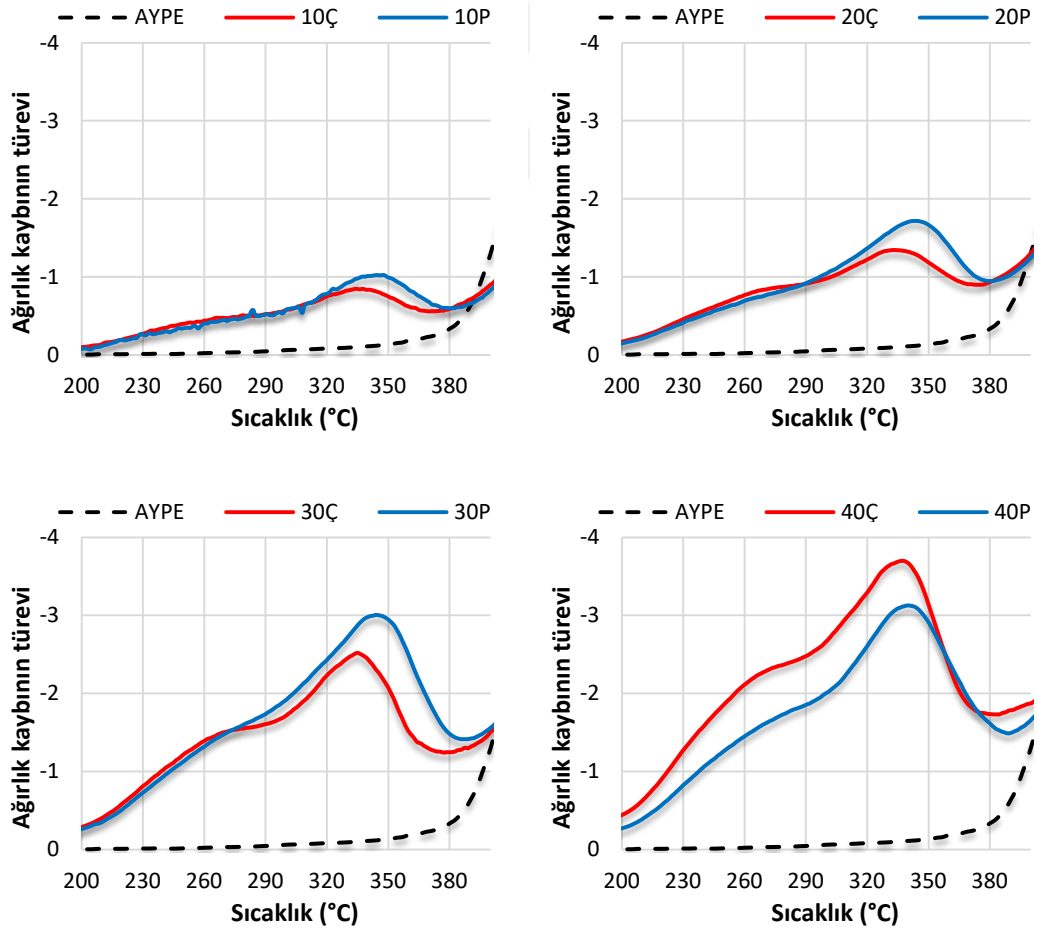 AYPE 10Ç 10P
-4
-3
-2
-1
0
200 230 260 290 320 350 380
Ağırlık kaybının türevi
Sıcaklık (°C)
AYPE 20Ç 20P
-4
-3
-2
-1
0
200 230 260 290 320 350 380
Ağırlık kaybının türevi
Sıcaklık (°C)
AYPE 30Ç 30P
-4
-3
-2
-1
0
200 230 260 290 320 350 380
Ağırlık kaybının türevi
Sıcaklık (°C)
AYPE 40Ç 40P
-4
-3
-2
-1
0
200 230 260 290 320 350 380
Ağırlık kaybının türevi
Sıcaklık (°C)